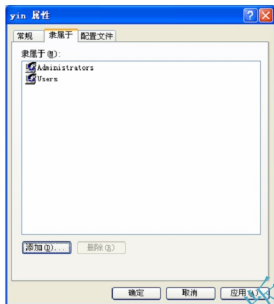 yin 属性
常规 隶属于 配置文件
隶属于(M):
Administrators
Users
添加(D)... 删除(R)
确定 取消 应用(A)